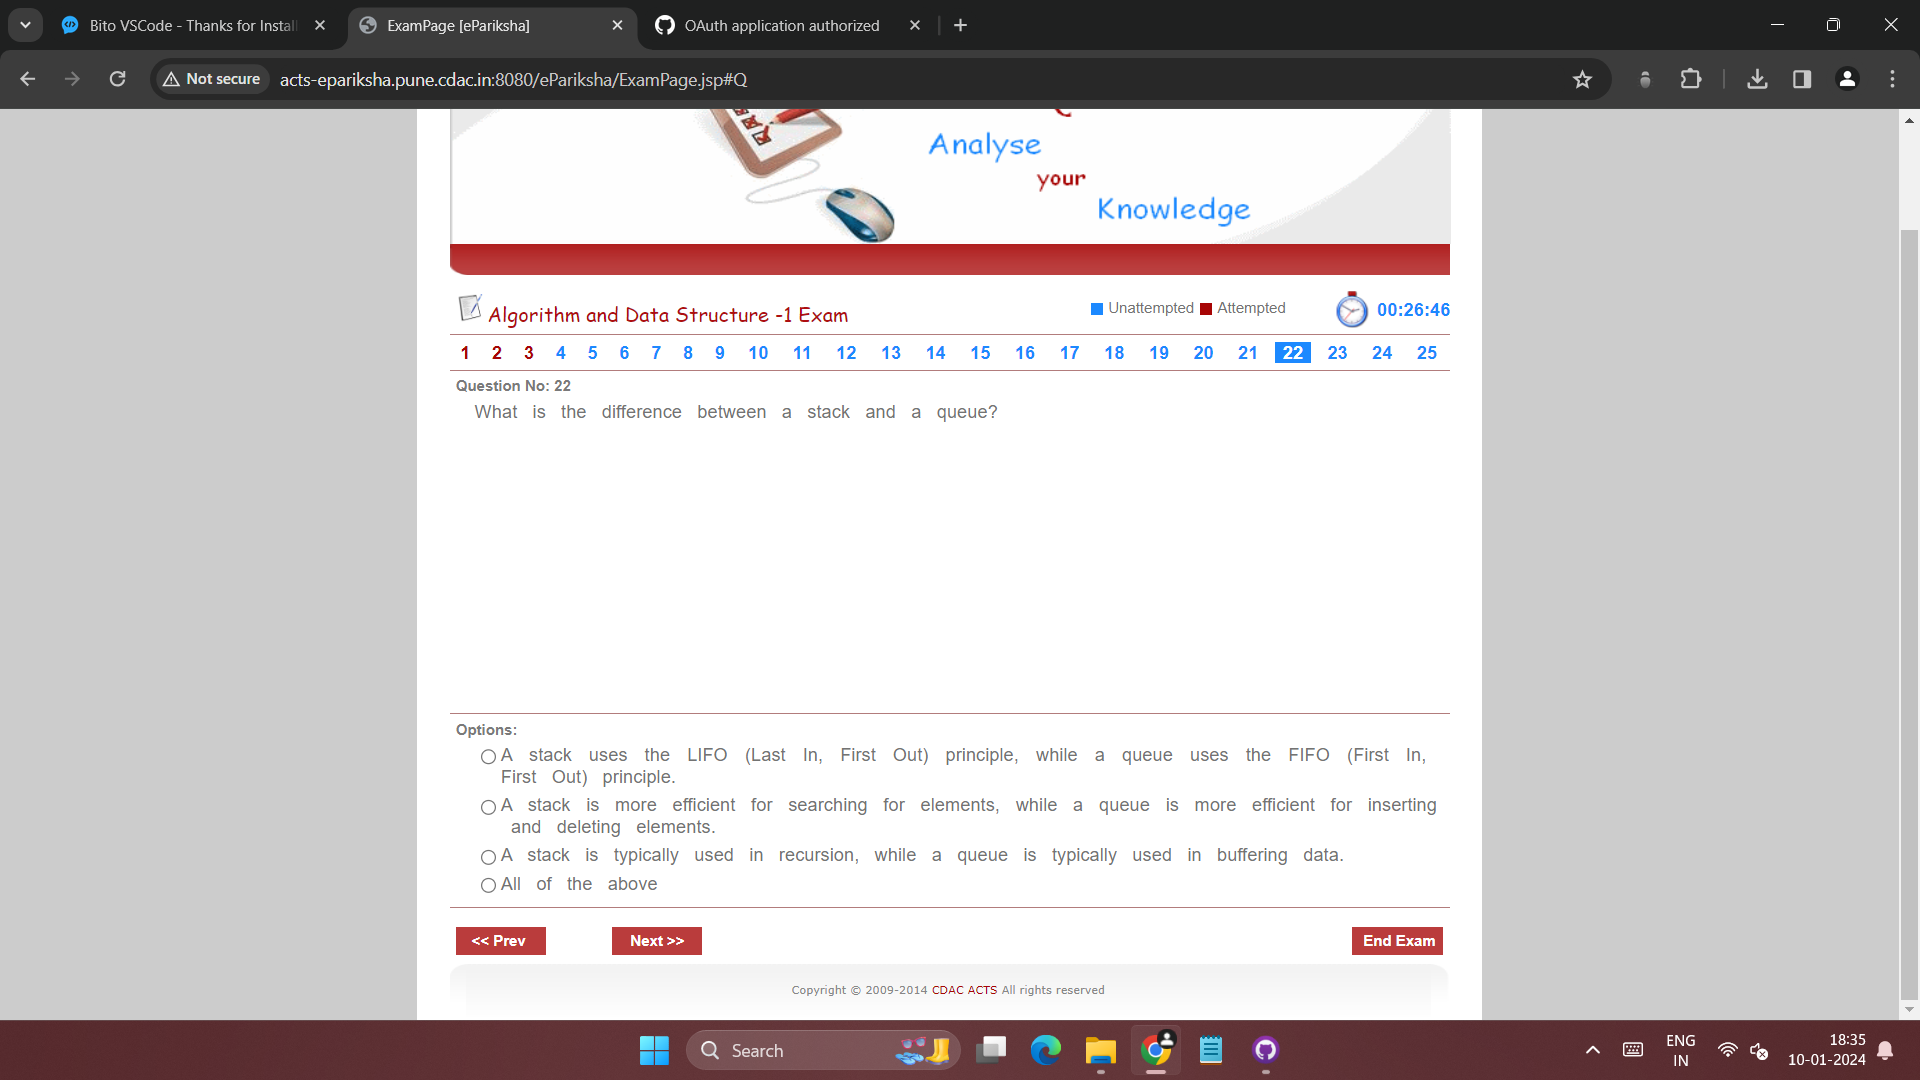 Bito VSCode - Thanks for Instal
ExamPage [ePariksha]
OAuth application authorized
Not secure
acts-epariksha.pune.cdac.in:8080/ePariksha/ExamPage.jsp#Q
Analyse
your
Knowledge
Algorithm and Data Structure -1 Exam
Unattempted Attempted
00:26:46
1 2 3 4 5 6 7 8 9 10 11 12 13 14 15 16 17 18 19 20 21 22 23 24 25
Question No: 22
What is the difference between a stack and a queue?
Options:
A stack uses the LIFO (Last In, First Out) principle, while a queue uses the FIFO (First In,
First Out) principle.
A stack is more efficient for searching for elements, while a queue is more efficient for inserting
and deleting elements.
A stack is typically used in recursion, while a queue is typically used in buffering data.
All of the above
<< Prev
Next >>
End Exam
Copyright © 2009-2014 CDAC ACTS All rights reserved
Search
ENG
IN
18:35
10-01-2024